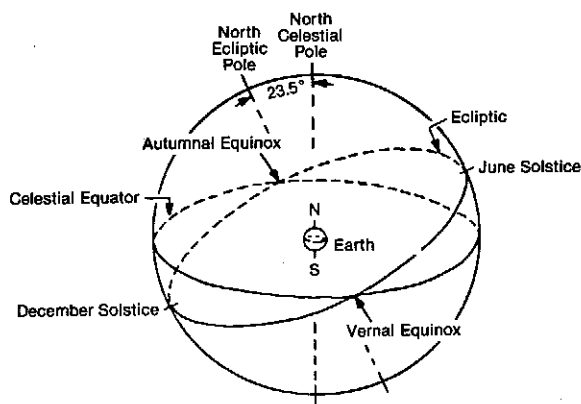 North
Ecliptic
Pole
North
Celestial
Pole
23.5°
Ecliptic
Autumnal Equinox
June Solstice
Celestial Equator
N
Earth
S
December Solstice
Vernal Equinox